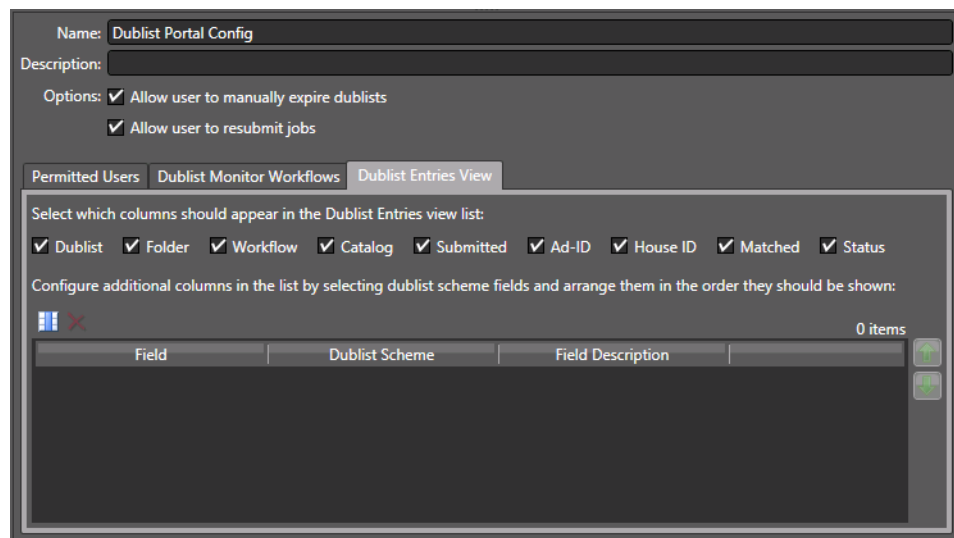 Name: Dublist Portal Config
Description:
Options: Allow user to manually expire dublists
Allow user to resubmit jobs
Permitted Users Dublist Monitor Workflows Dublist Entries View
Select which columns should appear in the Dublist Entries view list:
Dublist Folder Workflow Catalog Submitted Ad-ID House ID Matched Status
Configure additional columns in the list by selecting dublist scheme fields and arrange them in the order they should be shown:
0 items
Field Dublist Scheme Field Description